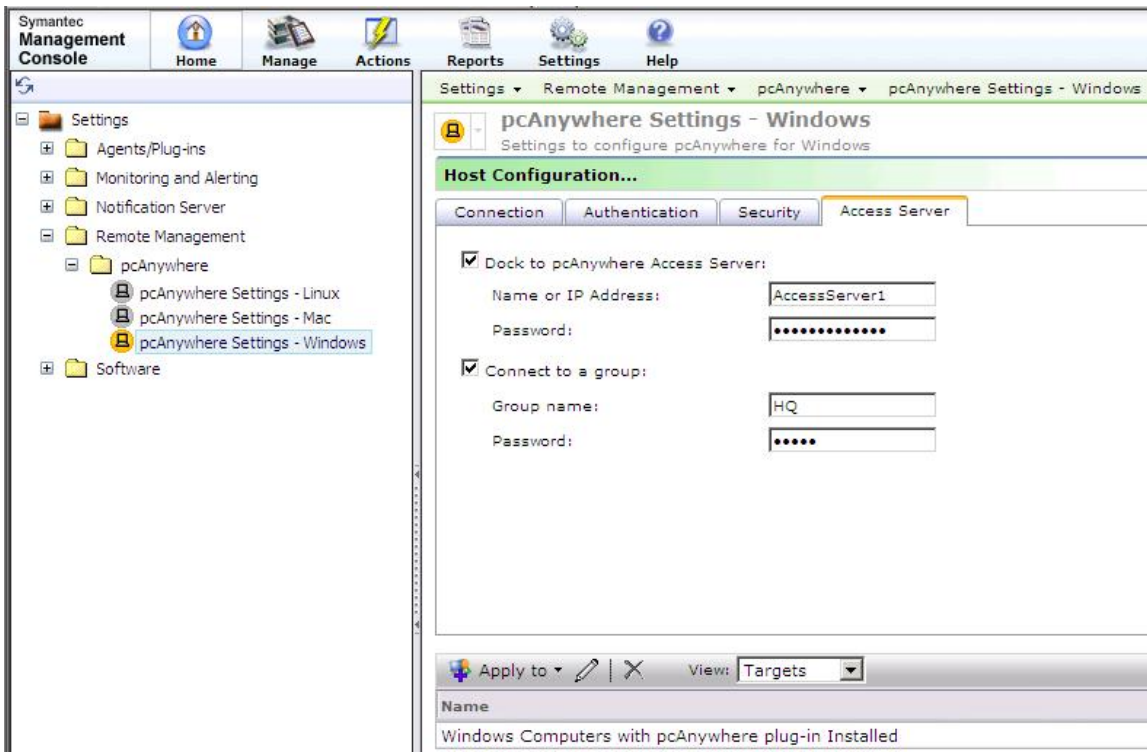 Symantec
Management
Console
Home
Manage
Actions
Reports
Settings
Help
Settings
Agents/Plug-ins
Monitoring and Alerting
Notification Server
Remote Management
pcAnywhere
pcAnywhere Settings - Linux
pcAnywhere Settings - Mac
pcAnywhere Settings - Windows
Software
Settings Remote Management pcAnywhere pcAnywhere Settings - Windows
pcAnywhere Settings - Windows
Settings to configure pcAnywhere for Windows
Host Configuration...
Connection Authentication Security Access Server
Dock to pcAnywhere Access Server:
Name or IP Address: AccessServer1
Password: •••••••••••••
Connect to a group:
Group name: HQ
Password: •••••
Apply to View: Targets
Name
Windows Computers with pcAnywhere plug-in Installed